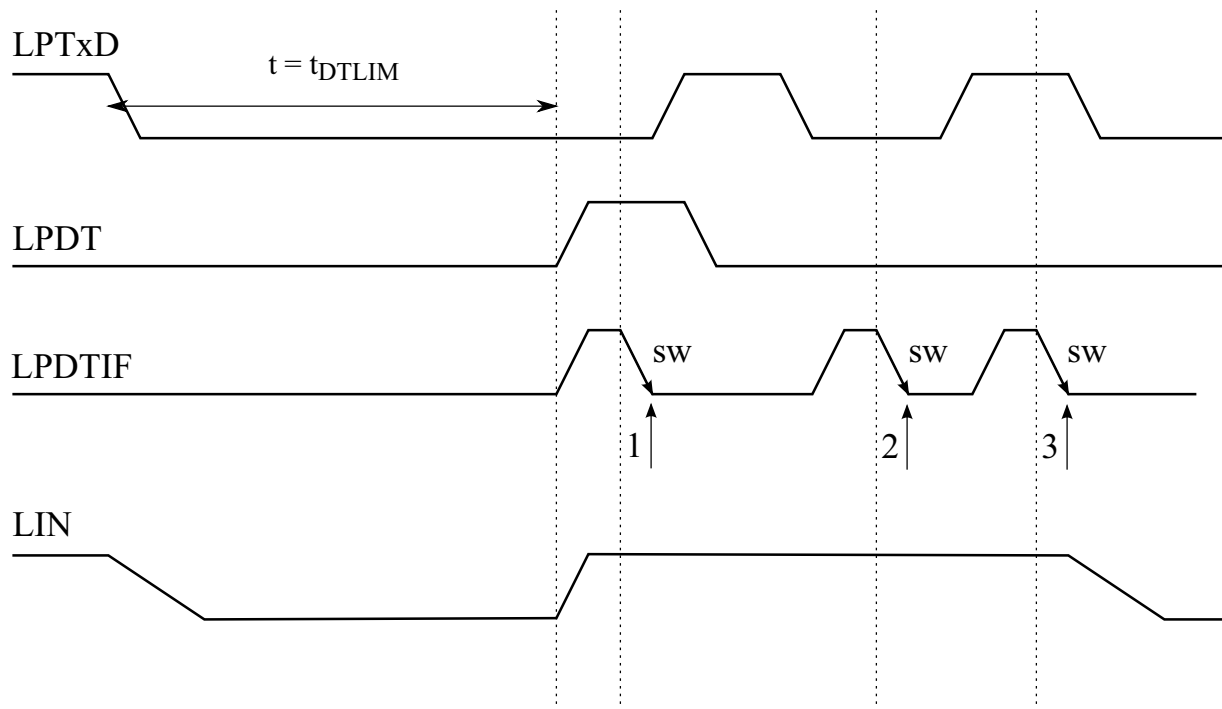 LPTxD
t = tDTLIM
LPDT
LPDTIF
sw
sw
sw
1
2
3
LIN